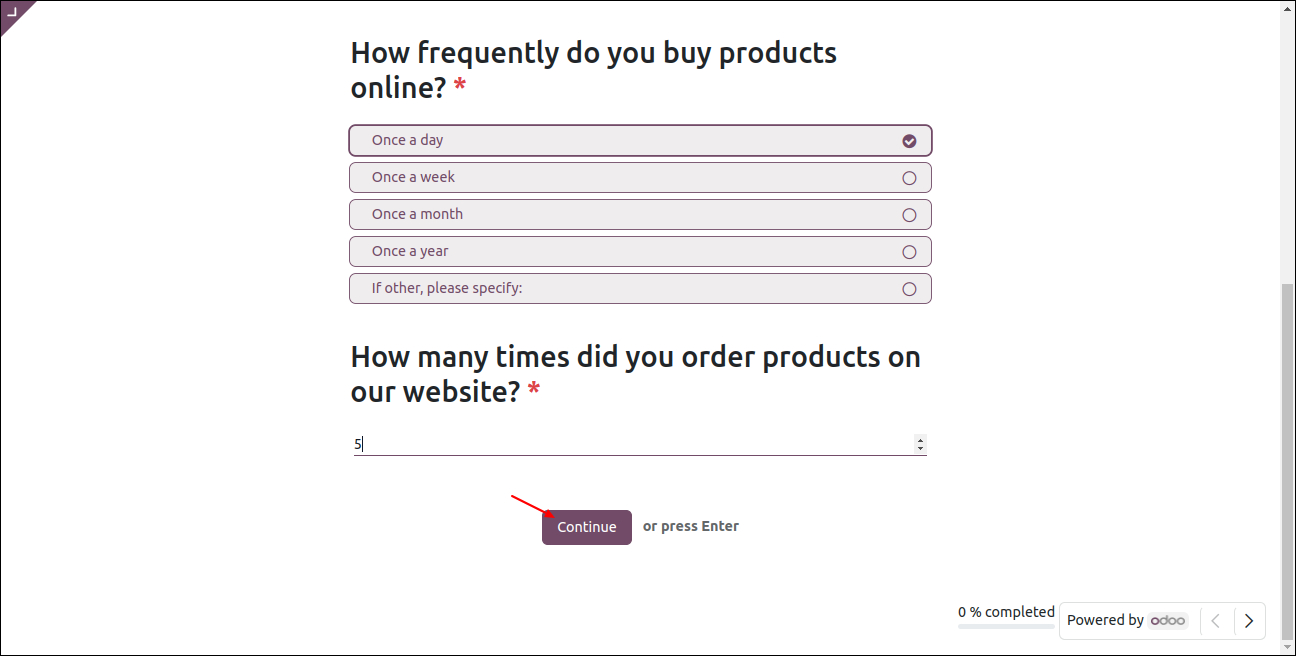 How frequently do you buy products
online? *
Once a day
Once a week
Once a month
Once a year
If other, please specify:
How many times did you order products on
our website? *
5
Continue or press Enter
0 % completed
Powered by odoo